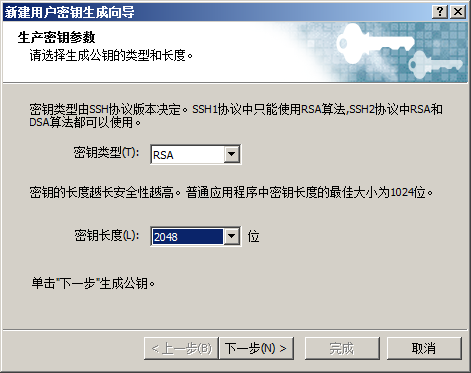 新建用户密钥生成向导
生产密钥参数
请选择生成公钥的类型和长度。
密钥类型由SSH协议版本决定。SSH1协议中只能使用RSA算法,SSH2协议中RSA和
DSA算法都可以使用。
密钥类型(T): RSA
密钥的长度越长安全性越高。普通应用程序中密钥长度的最佳大小为1024位。
密钥长度(L): 2048 位
单击"下一步"生成公钥。
< 上一步(B) 下一步(N) > 完成 取消